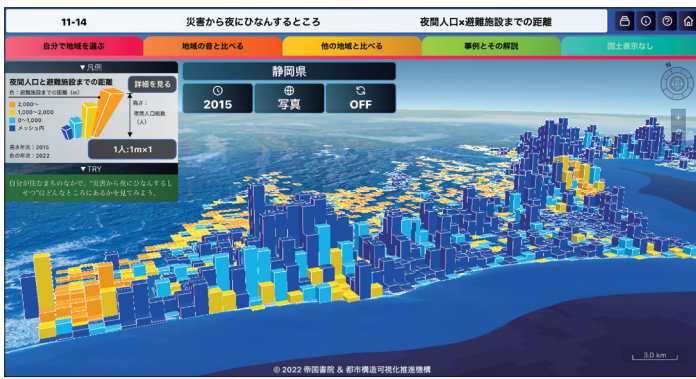 11-14
災害から夜にひなんするところ
夜間人口×避難施設までの距離
自分で地域を選ぶ
地域の昔と比べる
他の地域と比べる
事例とその解説
国土表示なし
▼凡例
夜間人口と避難施設までの距離
詳細を見る
色：避難施設までの距離（m）
2,000〜
1,000〜2,000
0〜1,000
メッシュ内
高さ：
夜間人口総数
（人）
高さ年次：2015
色の年次：2022
1人:1m×1
▼TRY
自分が住むまちのなかで、“災害から夜にひなんするし
せつ”はどんなところにあるかを見てみよう。
静岡県
2015
写真
OFF
N
+
3.0 km
© 2022 帝国書院 & 都市構造可視化推進機構